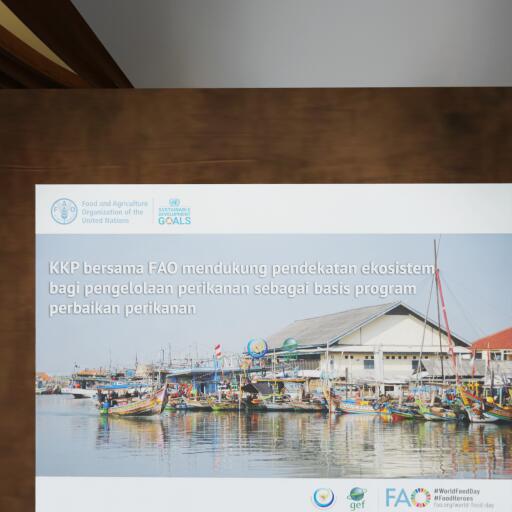 Food and Agriculture
Organization of the
United Nations
SUSTAINABLE
DEVELOPMENT
GOALS
KKP bersama FAO mendukung pendekatan ekosistem
bagi pengelolaan perikanan sebagai basis program
perbaikan perikanan
gef
FAO
#WorldFoodDay
#FoodHeroes
fao.org/world-food-day